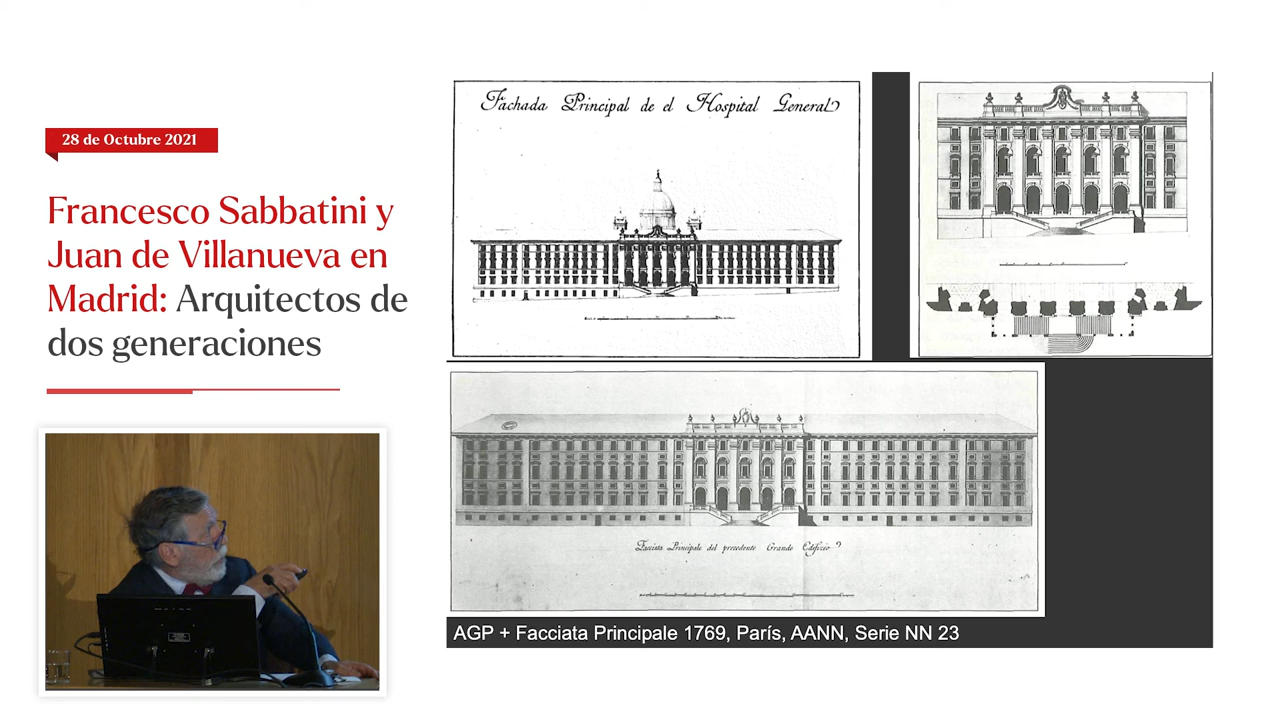 28 de Octubre 2021
Francesco Sabbatini y
Juan de Villanueva en
Madrid: Arquitectos de
dos generaciones
Fachada Principal de el Hospital General
Facciata Principale del precedente Grande Edifizio
AGP + Facciata Principale 1769, París, AANN, Serie NN 23